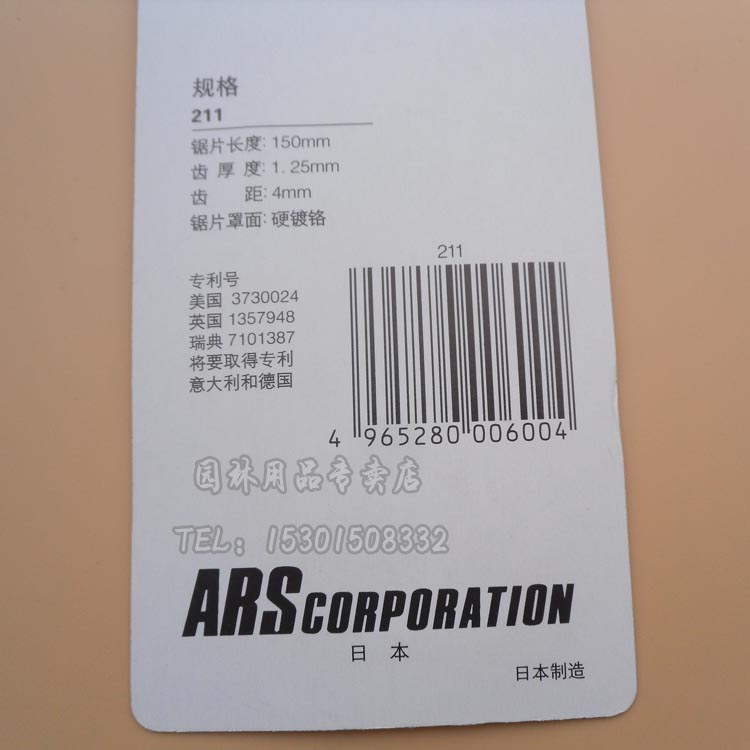 规格
211
锯片长度: 150mm
齿 厚 度: 1.25mm
齿 距: 4mm
锯片罩面: 硬镀铬
专利号
美国 3730024
英国 1357948
瑞典 7101387
将要取得专利
意大利和德国
211
4 965280 006004
园林用品专卖店
TEL: 15301508332
ARS CORPORATION
日 本
日本制造